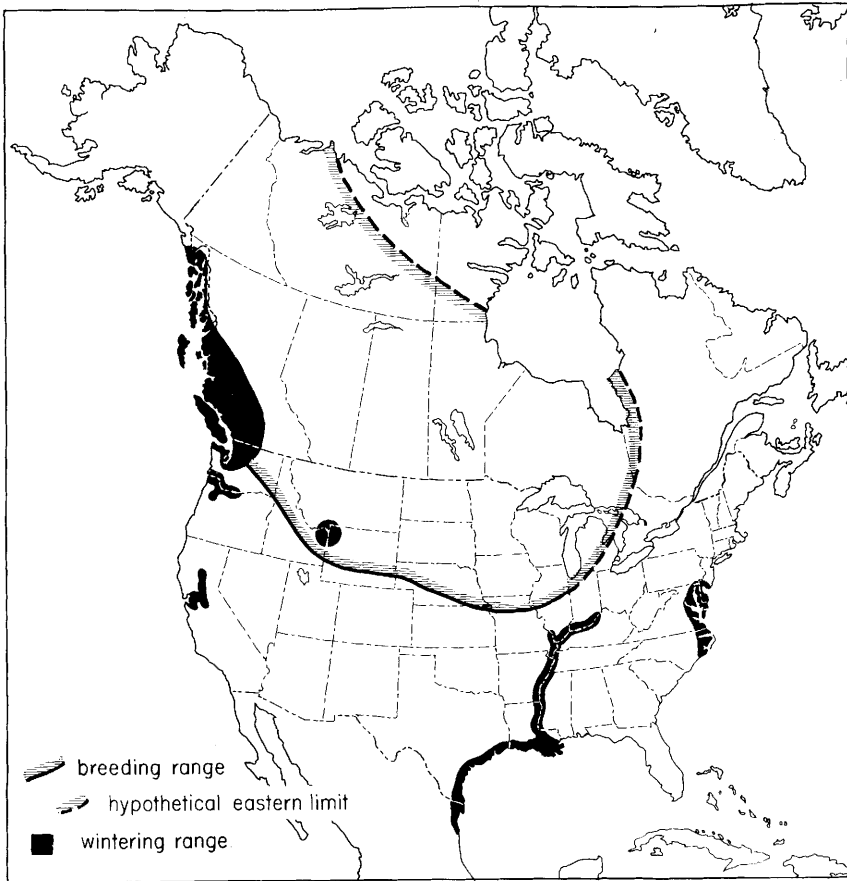 breeding range
hypothetical eastern limit
wintering range